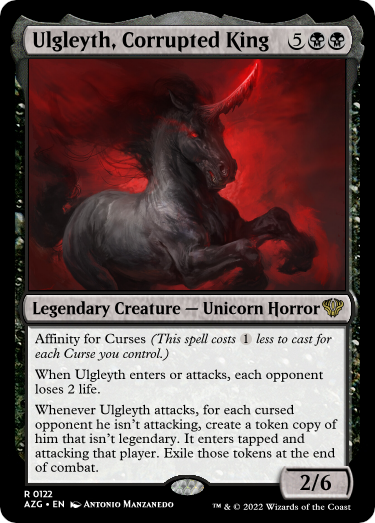 Ulgleyth, Corrupted King 5
Legendary Creature — Unicorn Horror
Affinity for Curses (This spell costs 1 less to cast for
each Curse you control.)
When Ulgleyth enters or attacks, each opponent
loses 2 life.
Whenever Ulgleyth attacks, for each cursed
opponent he isn't attacking, create a token copy of
him that isn't legendary. It enters tapped and
attacking that player. Exile those tokens at the end
of combat.
2/6
R 0122
AZG • EN Antonio Manzanedo
™ & © 2022 Wizards of the Coast